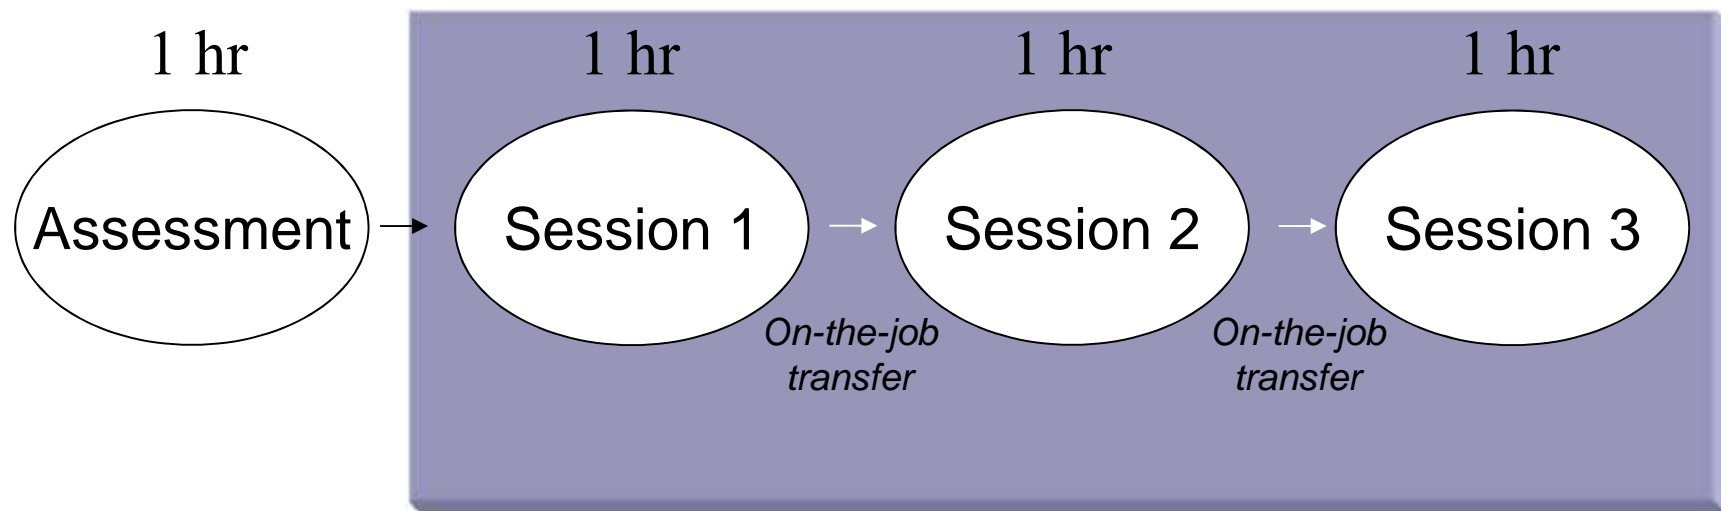 1 hr
1 hr
1 hr
1 hr
Assessment
Session 1
Session 2
Session 3
On-the-job
transfer
On-the-job
transfer